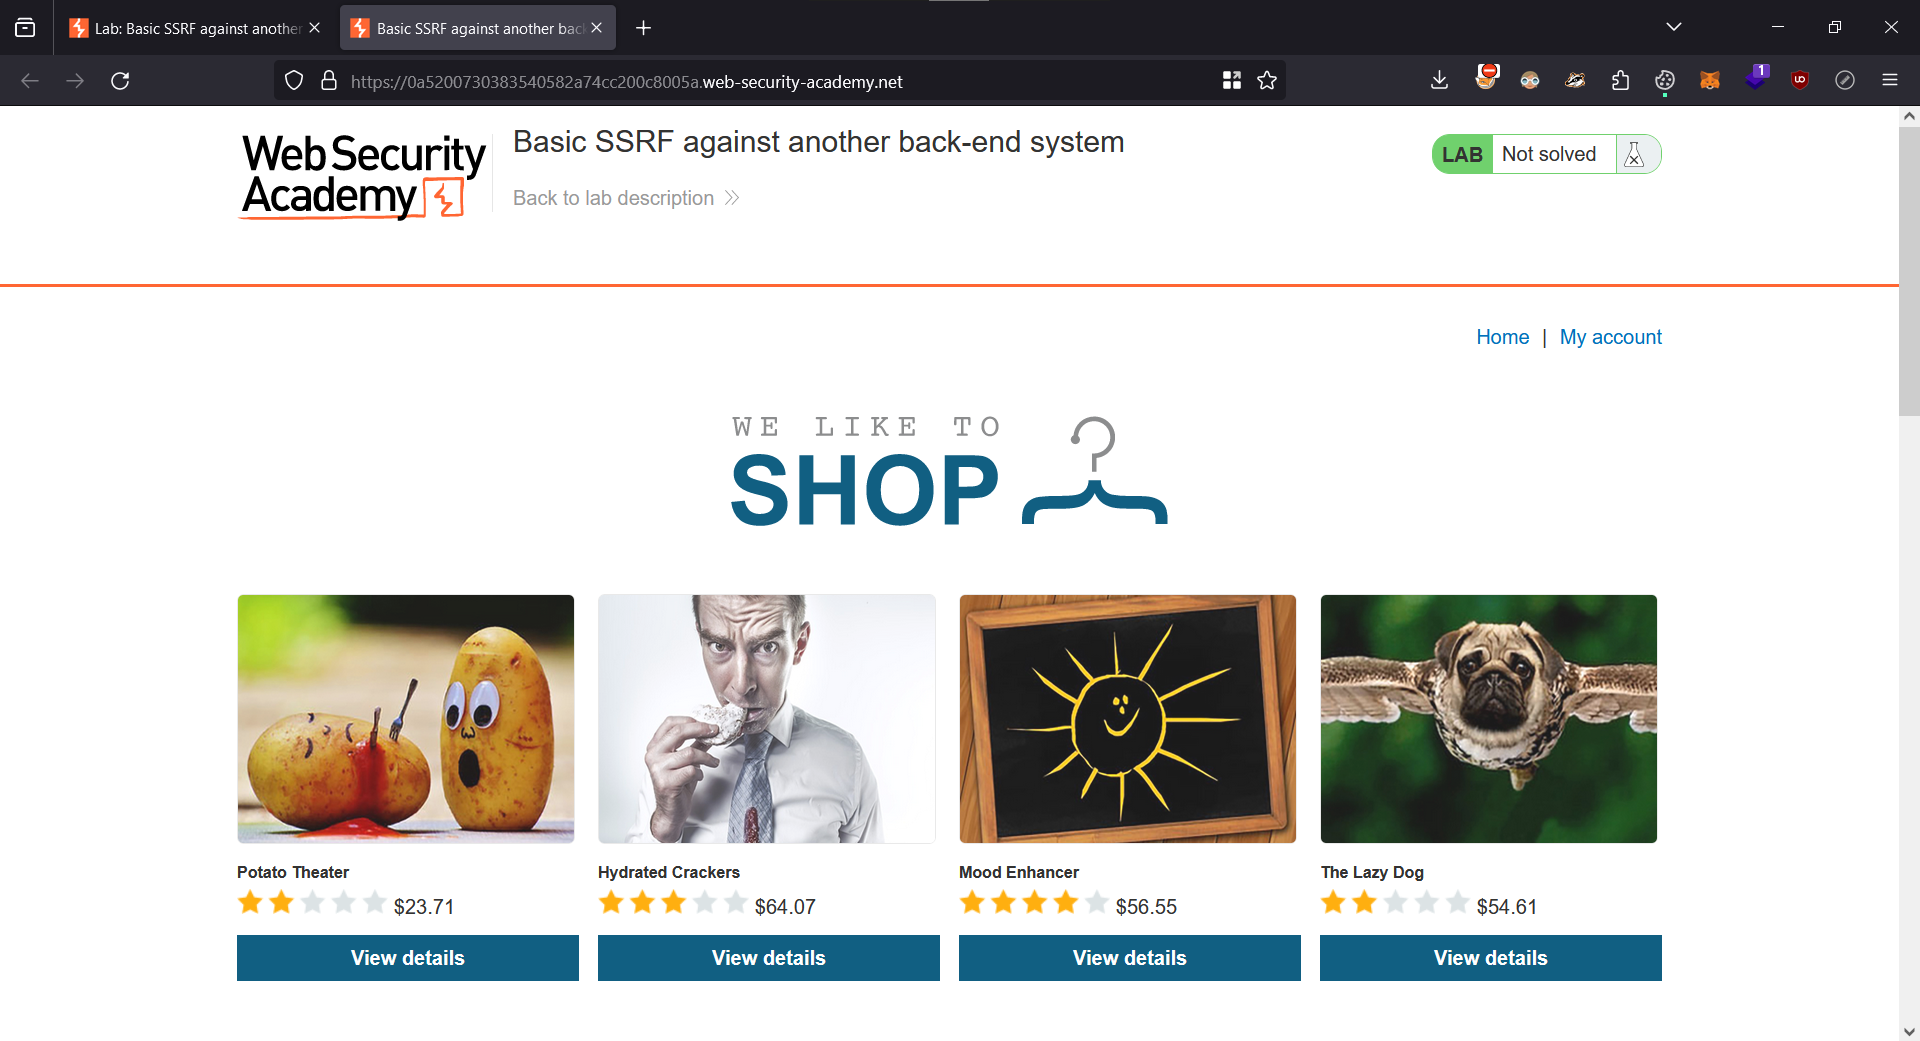 Lab: Basic SSRF against another
Basic SSRF against another back
https://0a5200730383540582a74cc200c8005a.web-security-academy.net
1
Web Security
Academy
Basic SSRF against another back-end system
Back to lab description
LAB
Not solved
Home | My account
WE LIKE TO
SHOP
Potato Theater
$23.71
View details
Hydrated Crackers
$64.07
View details
Mood Enhancer
$56.55
View details
The Lazy Dog
$54.61
View details